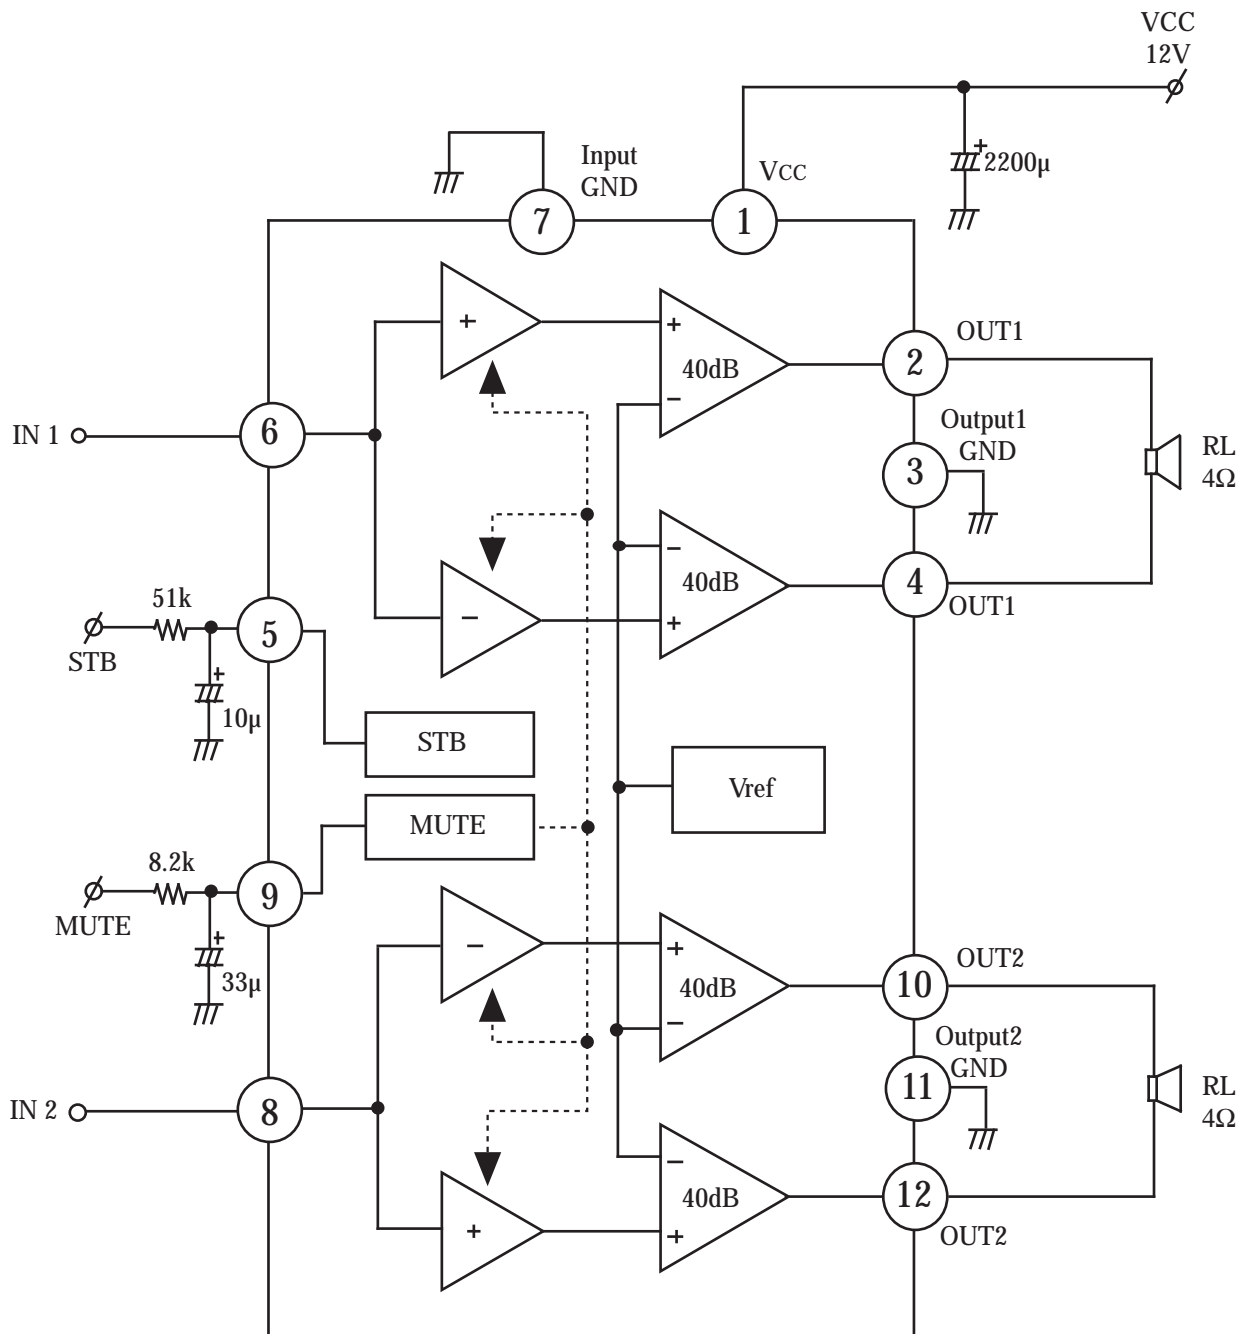 VCC
12V
+
2200μ
Input
GND
VCC
7
1
+
+
40dB
−
2
OUT1
Output1
GND
3
IN 1
6
RL
4Ω
−
40dB
+
−
4
OUT1
51k
5
STB
+
10μ
STB
Vref
MUTE
8.2k
9
MUTE
+
33μ
−
+
40dB
−
10
OUT2
Output2
GND
11
IN 2
8
RL
4Ω
−
40dB
+
+
12
OUT2